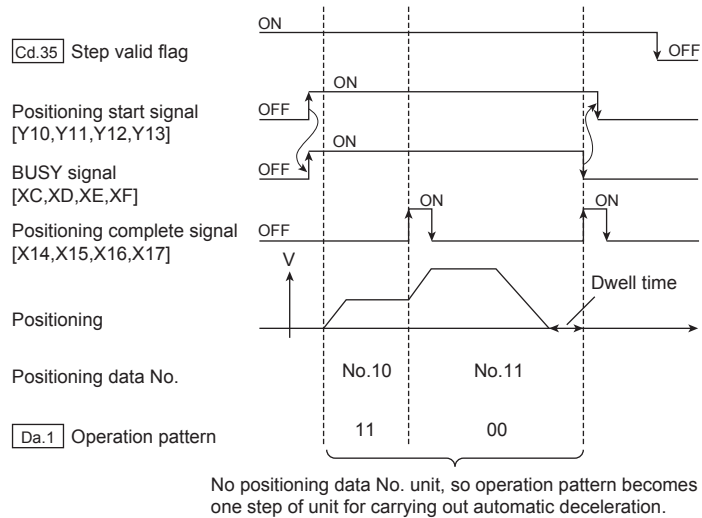 ON
Cd.35 Step valid flag
OFF
ON
Positioning start signal
OFF
[Y10,Y11,Y12,Y13]
ON
BUSY signal
OFF
[XC,XD,XE,XF]
ON
ON
Positioning complete signal
OFF
[X14,X15,X16,X17]
V
Dwell time
Positioning
Positioning data No.
No.10
No.11
Da.1 Operation pattern
11
00
No positioning data No. unit, so operation pattern becomes
one step of unit for carrying out automatic deceleration.